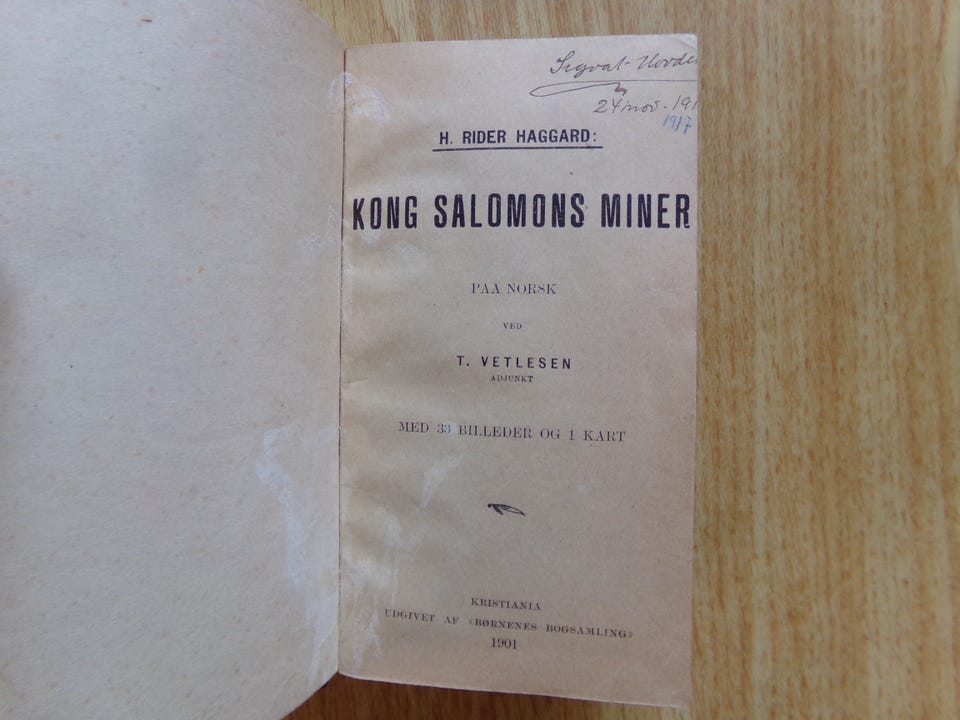 Sigvat Hovde
24 nov. 191
1917
H. RIDER HAGGARD:
KONG SALOMONS MINER
PAA NORSK
VED
T. VETLESEN
ADJUNKT
MED 33 BILLEDER OG 1 KART
KRISTIANIA
UDGIVET AF «BØRNENES BOGSAMLING»
1901